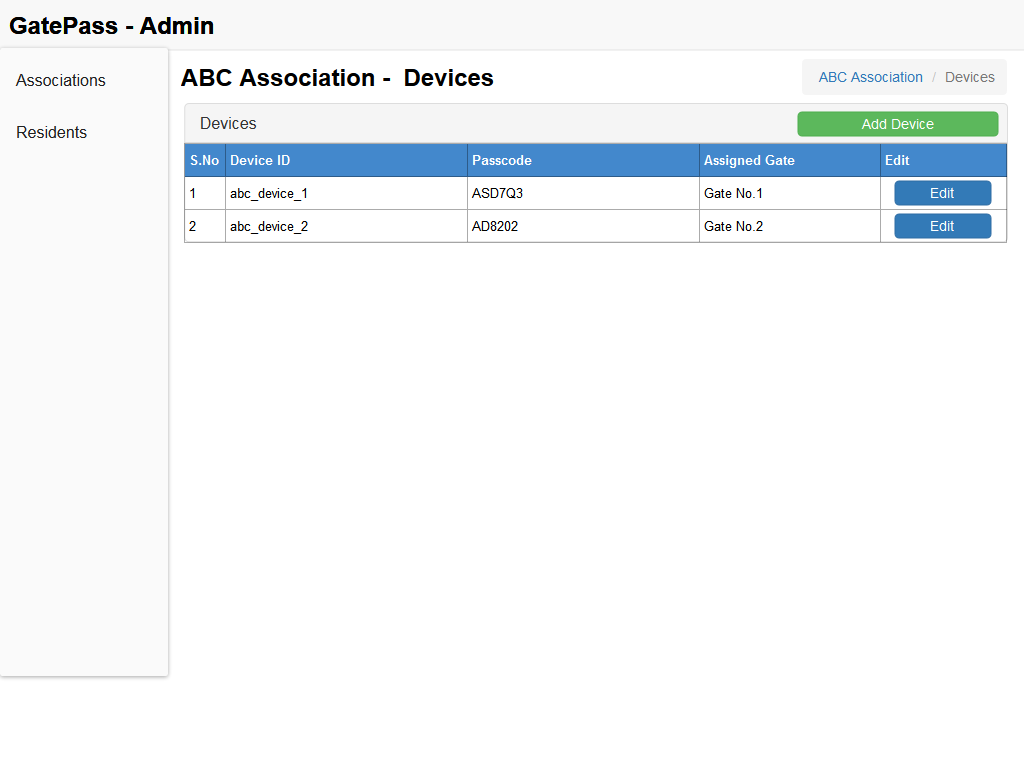 GatePass - Admin
Associations
Residents
ABC Association -  Devices
ABC Association / Devices
Devices
Add Device
S.No Device ID Passcode Assigned Gate Edit
1 abc_device_1 ASD7Q3 Gate No.1 Edit
2 abc_device_2 AD8202 Gate No.2 Edit